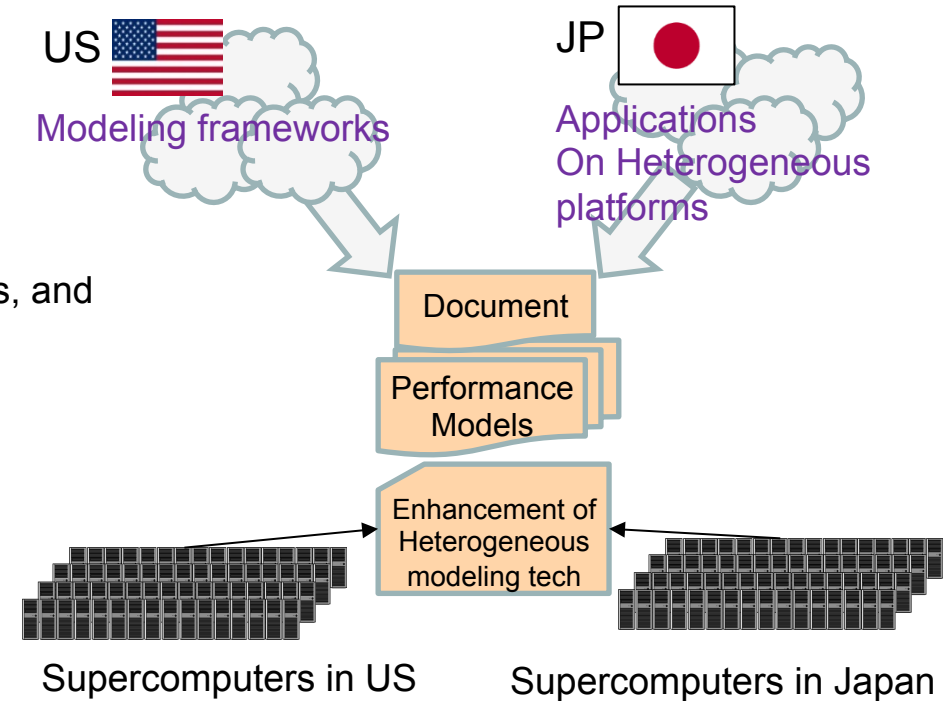 US
JP
Modeling frameworks
Applications
On Heterogeneous
platforms
s, and
Document
Performance
Models
Enhancement of
Heterogeneous
modeling tech
Supercomputers in US
Supercomputers in Japan